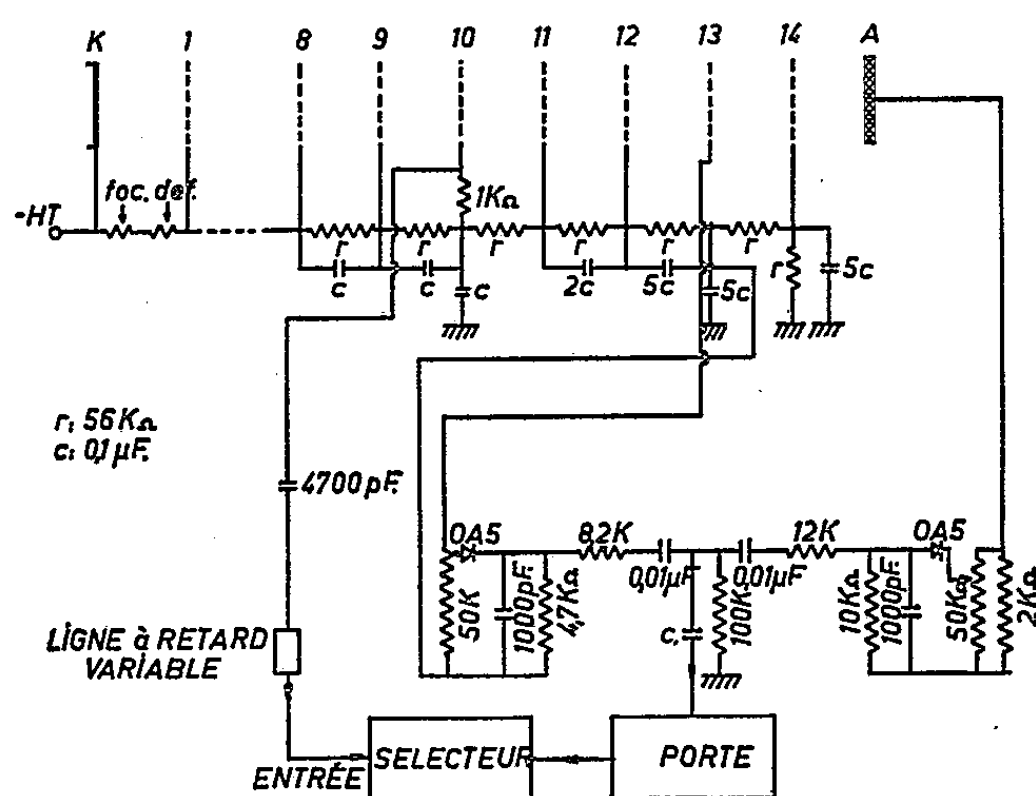 K 1 8 9 10 11 12 13 14 A
foc. def.
1KΩ
-HT
r r r r r r
r
c c c 2c 5c 5c 5c
r: 56KΩ
c: 0,1µF.
4700pF.
OA5 8,2K 12K OA5
0,01µF 0,01µF
50K 1000pF. 4,7KΩ c. 100K 10KΩ 1000pF. 50KΩ 2KΩ
LIGNE à RETARD
VARIABLE
ENTRÉE
SELECTEUR
PORTE